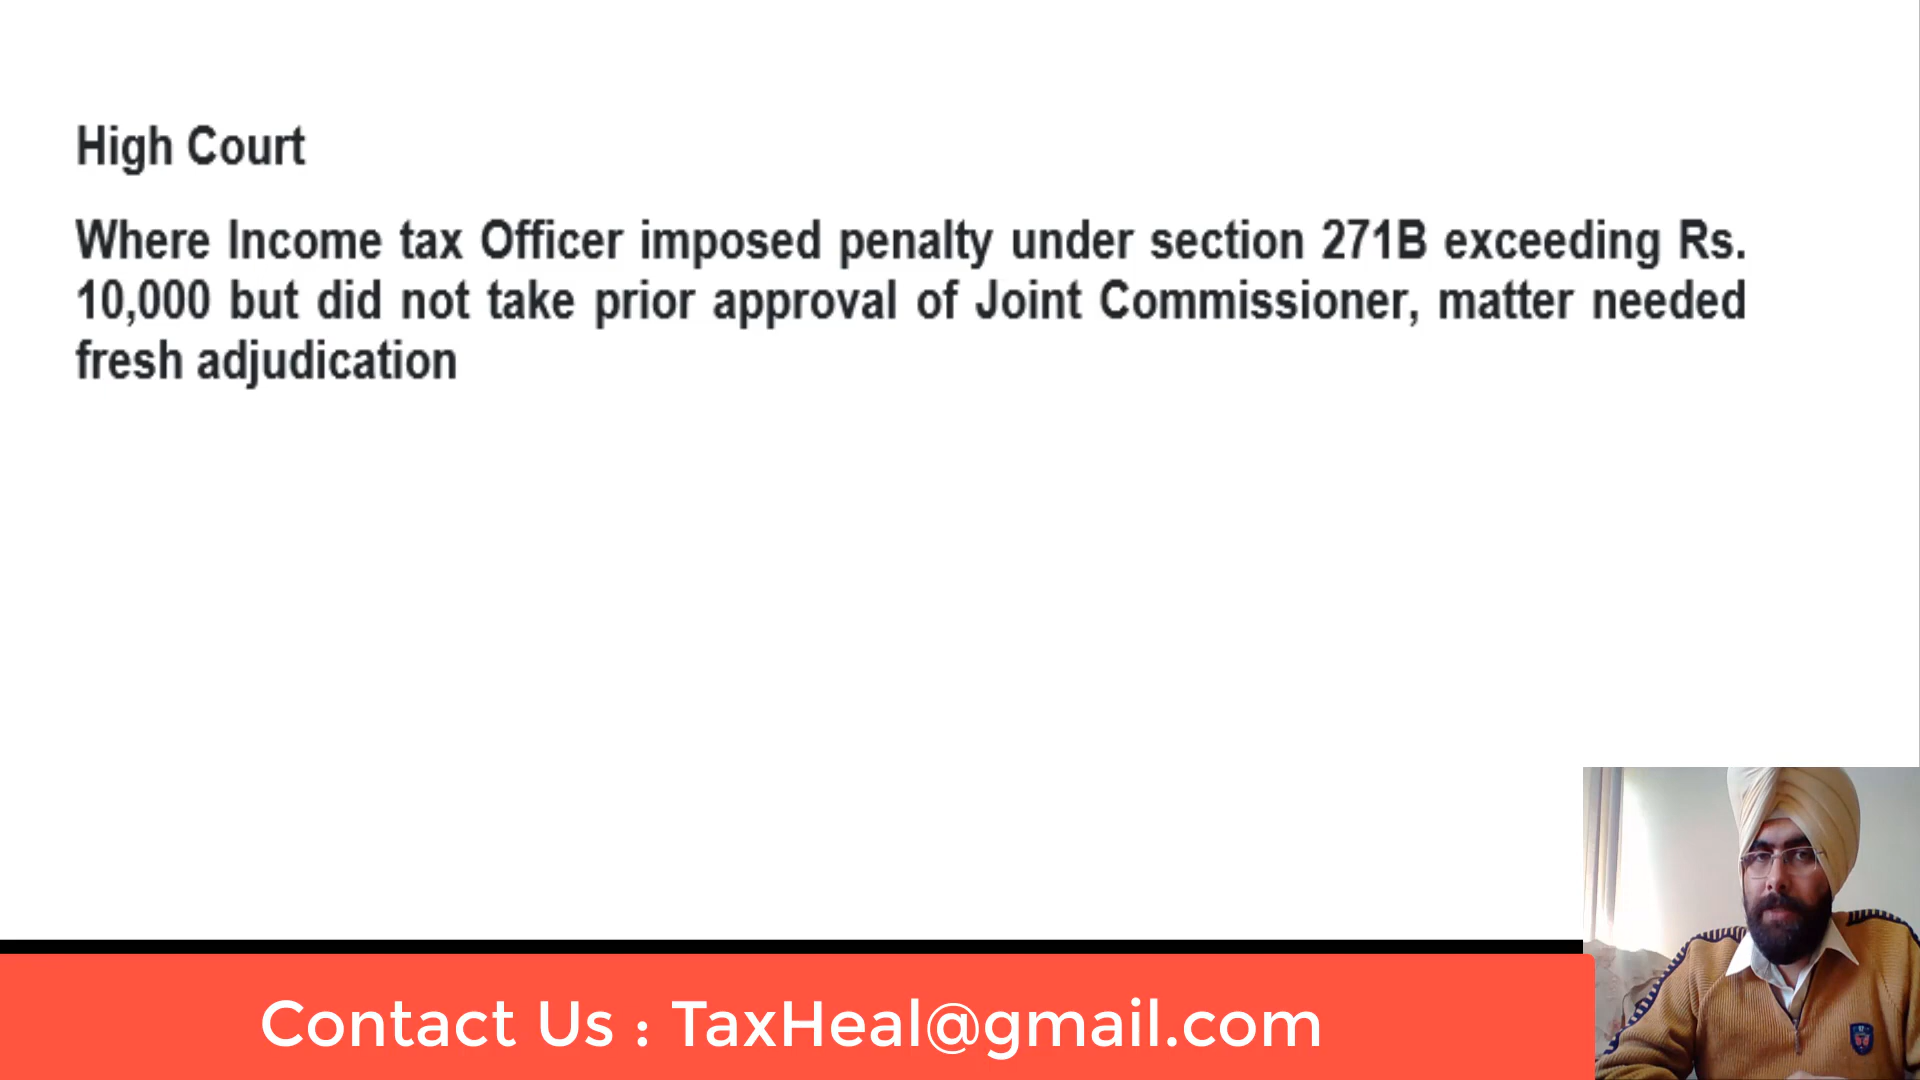 High Court
Where Income tax Officer imposed penalty under section 271B exceeding Rs.
10,000 but did not take prior approval of Joint Commissioner, matter needed
fresh adjudication
Contact Us : TaxHeal@gmail.com